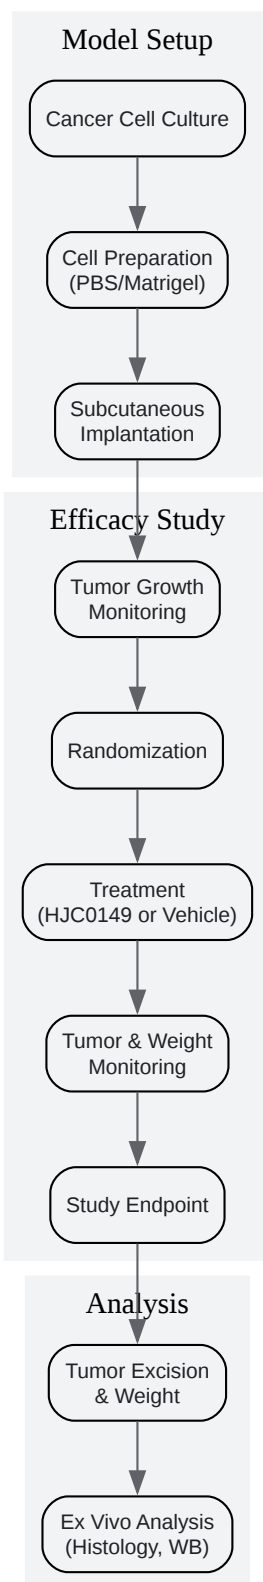 Model Setup
Cancer Cell Culture
Cell Preparation
(PBS/Matrigel)
Subcutaneous
Implantation
Efficacy Study
Tumor Growth
Monitoring
Randomization
Treatment
(HJC0149 or Vehicle)
Tumor & Weight
Monitoring
Study Endpoint
Analysis
Tumor Excision
& Weight
Ex Vivo Analysis
(Histology, WB)